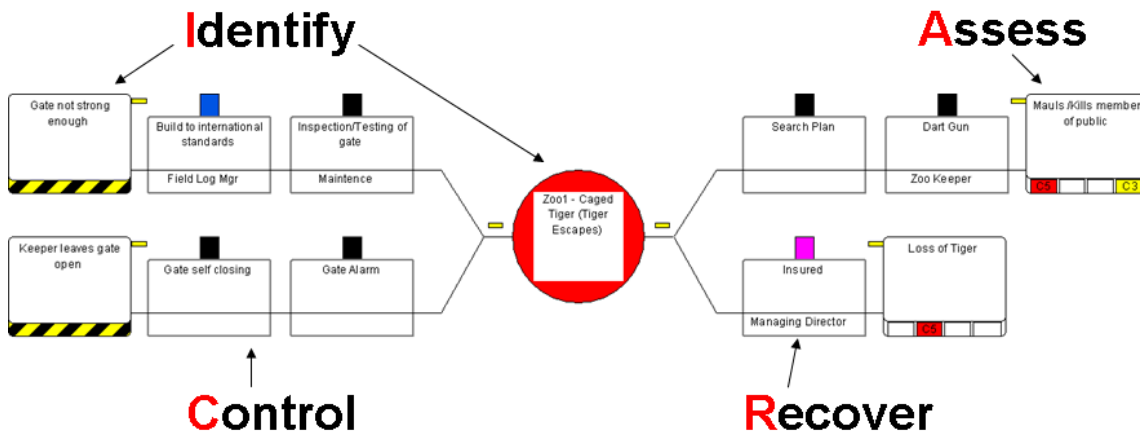 Identify
Assess
Gate not strong
enough
Build to international
standards
Field Log Mgr
Inspection/Testing of
gate
Maintence
Zoo1 - Caged
Tiger (Tiger
Escapes)
Search Plan
Dart Gun
Zoo Keeper
Mauls /Kills member
of public
C5
C3
Keeper leaves gate
open
Gate self closing
Gate Alarm
Insured
Managing Director
Loss of Tiger
C5
Control
Recover